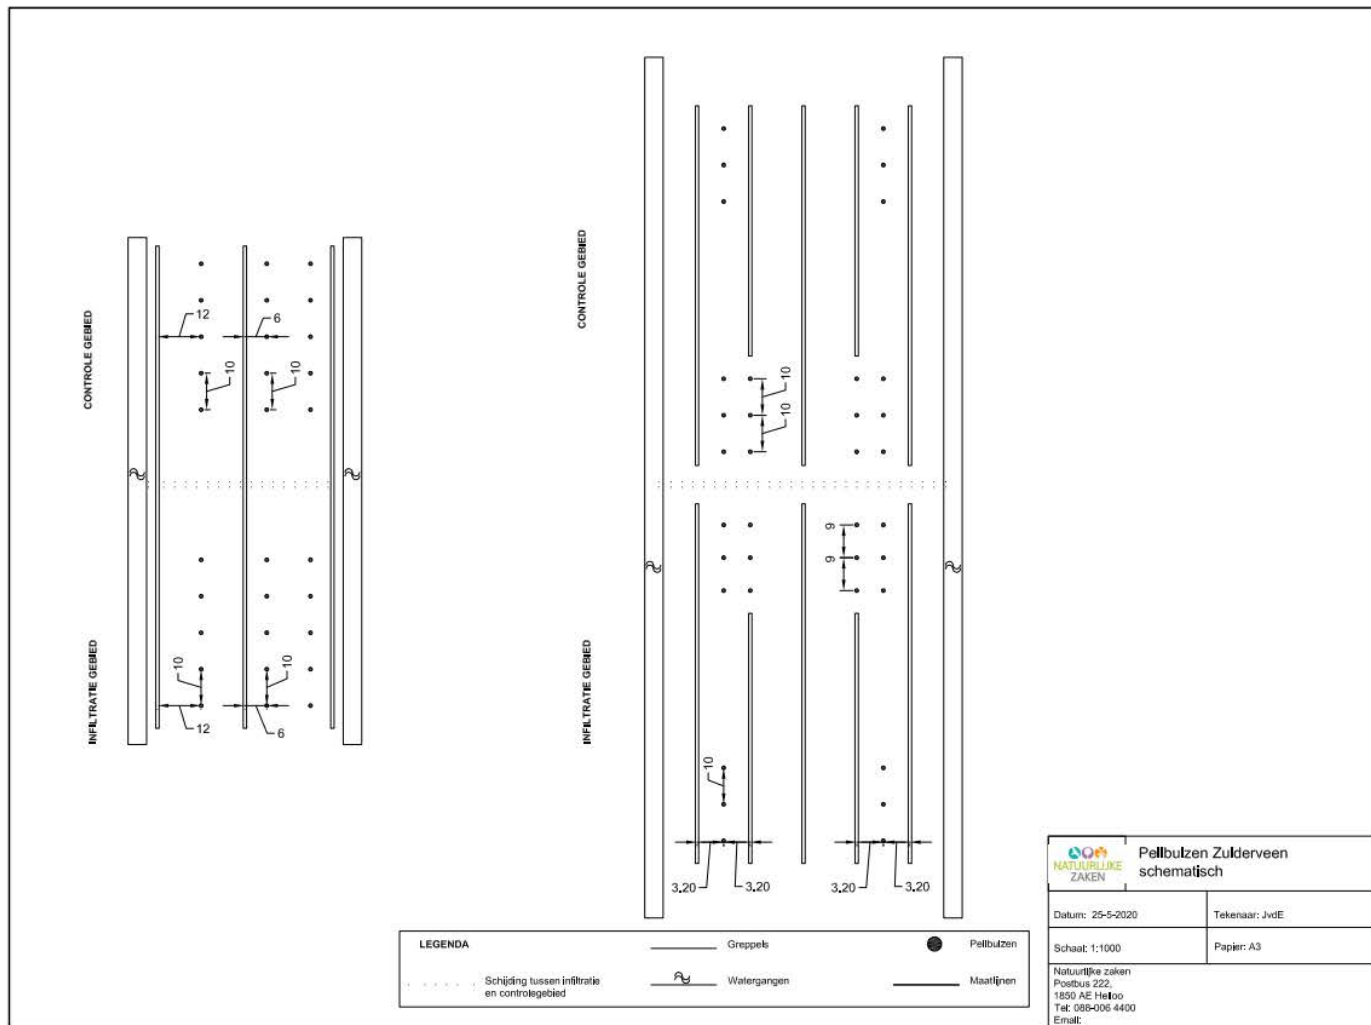 CONTROLE GEBIED
INFILTRATIE GEBIED
12
6
10
10
10
10
12
6
CONTROLE GEBIED
INFILTRATIE GEBIED
10
10
9
9
10
3,20
3,20
3,20
3,20
LEGENDA
Greppels
Peilbuizen
Schijding tussen infiltratie
en controlegebied
Watergangen
Maatlijnen
NATUURLIJKE
ZAKEN
Peilbuizen Zuiderveen
schematisch
Datum: 25-5-2020
Tekenaar: JvdE
Schaal: 1:1000
Papier: A3
Natuurlijke zaken
Postbus 222,
1850 AE Heiloo
Tel: 088-006 4400
Email: